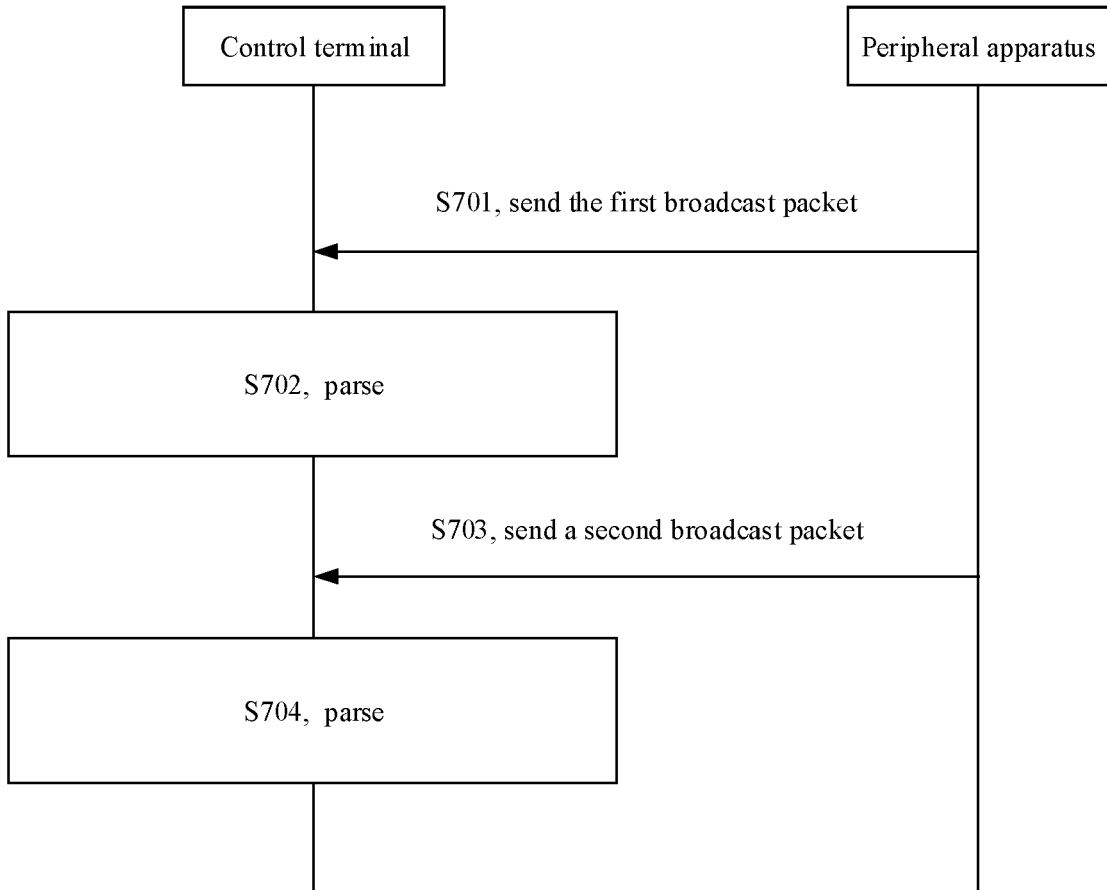 Control terminal
Peripheral apparatus
S701, send the first broadcast packet
S702, parse
S703, send a second broadcast packet
S704, parse